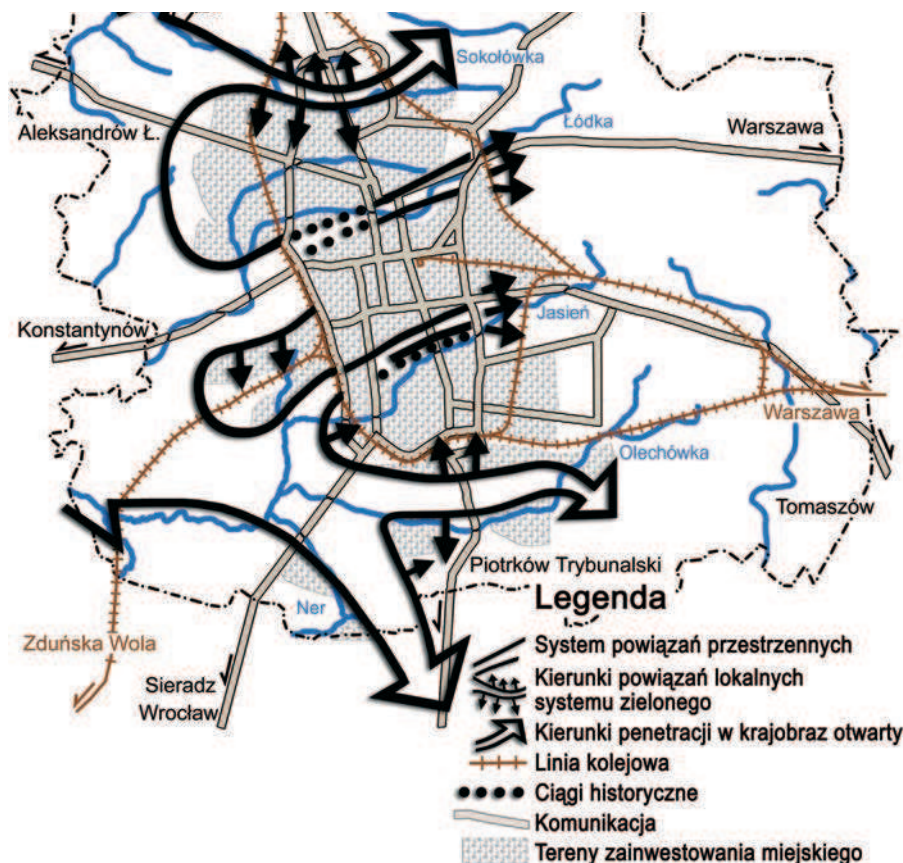 Sokołówka
Aleksandrów Ł.
Łódka
Warszawa
Konstantynów
Jasień
Warszawa
Olechówka
Tomaszów
Piotrków Trybunalski
Ner
Zduńska Wola
Sieradz
Wrocław
Legenda
System powiązań przestrzennych
Kierunki powiązań lokalnych
systemu zielonego
Kierunki penetracji w krajobraz otwarty
Linia kolejowa
Ciągi historyczne
Komunikacja
Tereny zainwestowania miejskiego